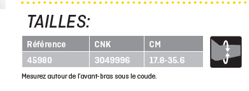 TAILLES:
Référence CNK CM
45980 3049996 17.8-35.6
Mesurez autour de l'avant-bras sous le coude.